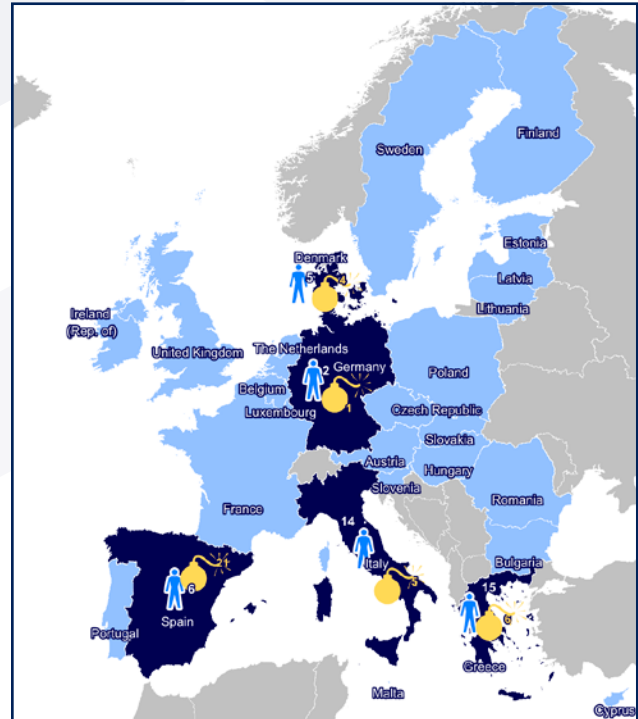 Finland
Sweden
Estonia
Denmark
5
4
Latvia
Lithuania
Ireland
(Rep. of)
United Kingdom
The Netherlands
2
Germany
Poland
Belgium
1
Luxembourg
Czech Republic
Slovakia
Austria
Hungary
Slovenia
Romania
France
14
Italy
Bulgaria
21
6
5
15
6
Spain
Portugal
Greece
Malta
Cyprus